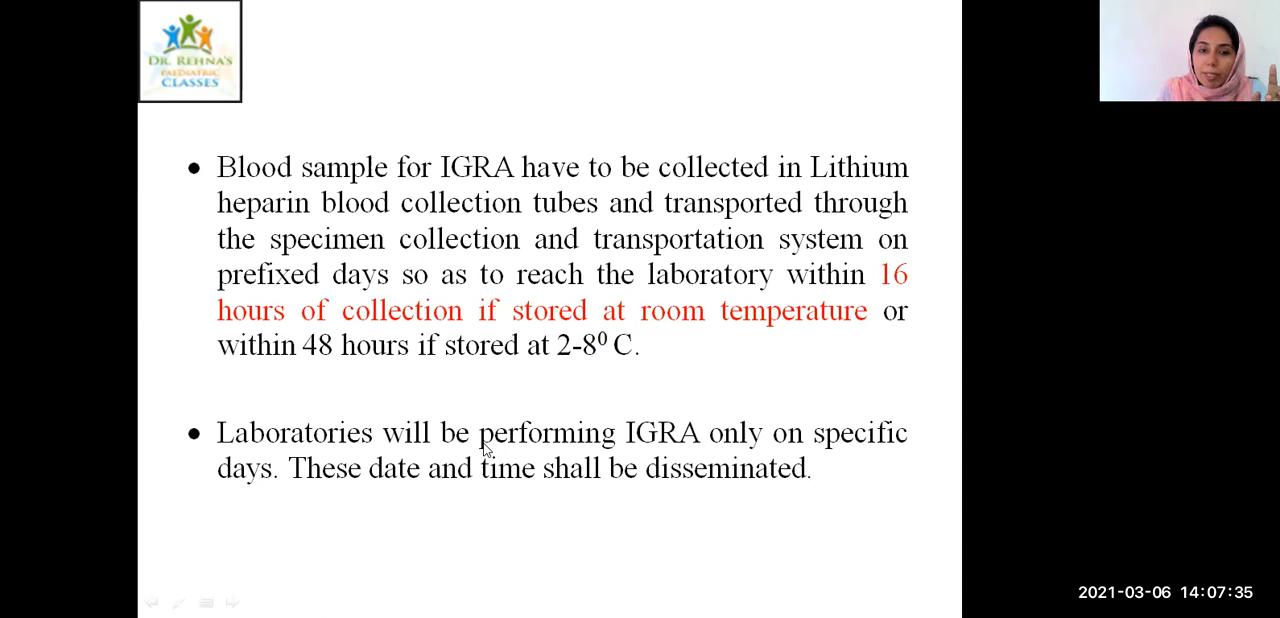 DR. REHNA'S
PAEDIATRIC
CLASSES
• Blood sample for IGRA have to be collected in Lithium
heparin blood collection tubes and transported through
the specimen collection and transportation system on
prefixed days so as to reach the laboratory within 16
hours of collection if stored at room temperature or
within 48 hours if stored at 2-8⁰ C.
• Laboratories will be performing IGRA only on specific
days. These date and time shall be disseminated.
2021-03-06 14:07:35